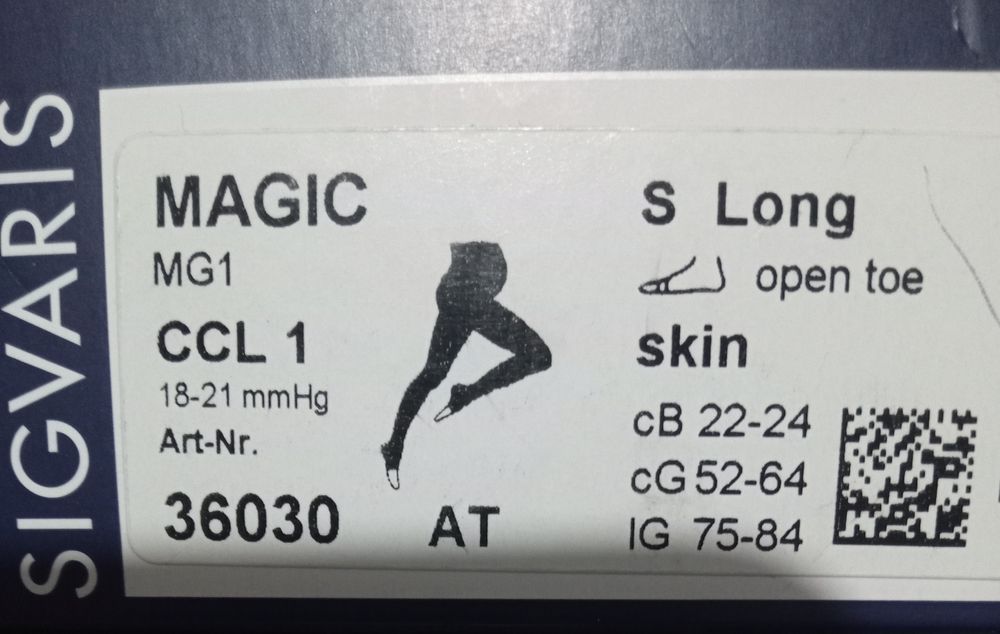 SIGVARIS
MAGIC
MG1
CCL 1
18-21 mmHg
Art-Nr.
36030
AT
S Long
open toe
skin
cB 22-24
cG 52-64
lG 75-84